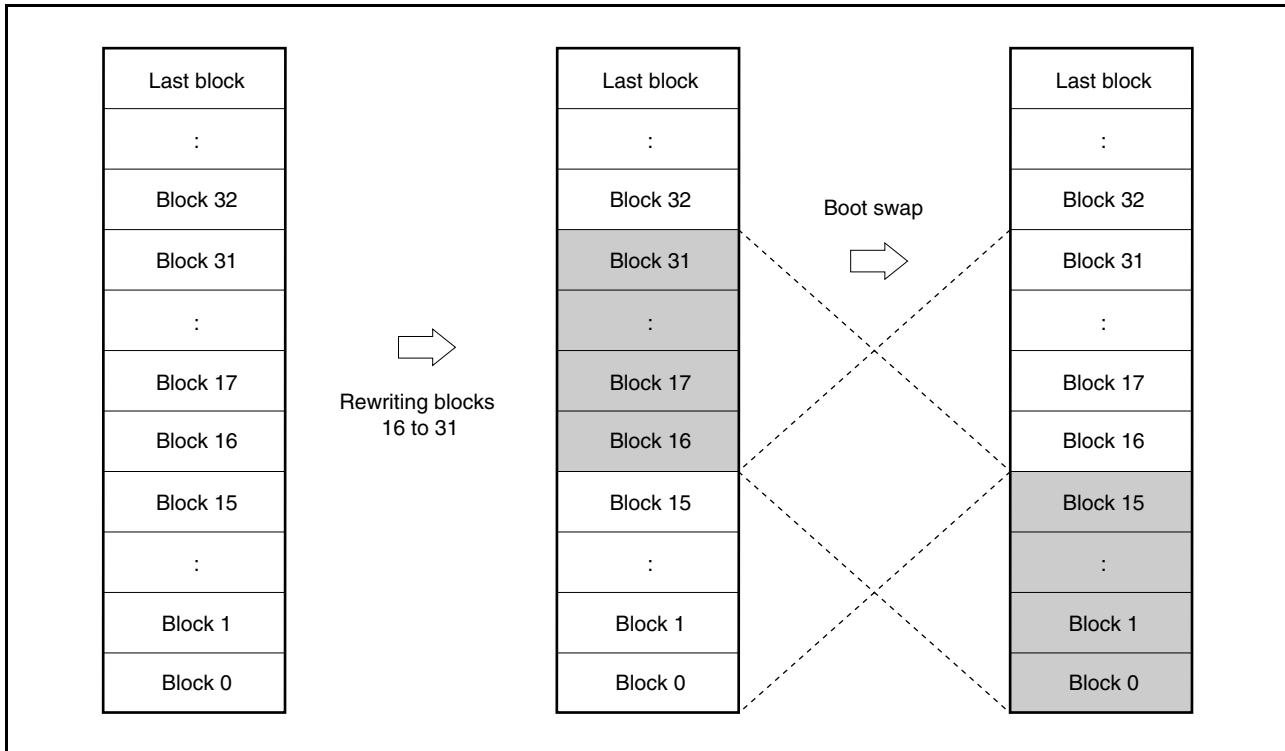 Last block
:
Block 32
Block 31
:
Block 17
Block 16
Block 15
:
Block 1
Block 0
Rewriting blocks
16 to 31
Last block
:
Block 32
Block 31
:
Block 17
Block 16
Block 15
:
Block 1
Block 0
Boot swap
Last block
:
Block 32
Block 31
:
Block 17
Block 16
Block 15
:
Block 1
Block 0